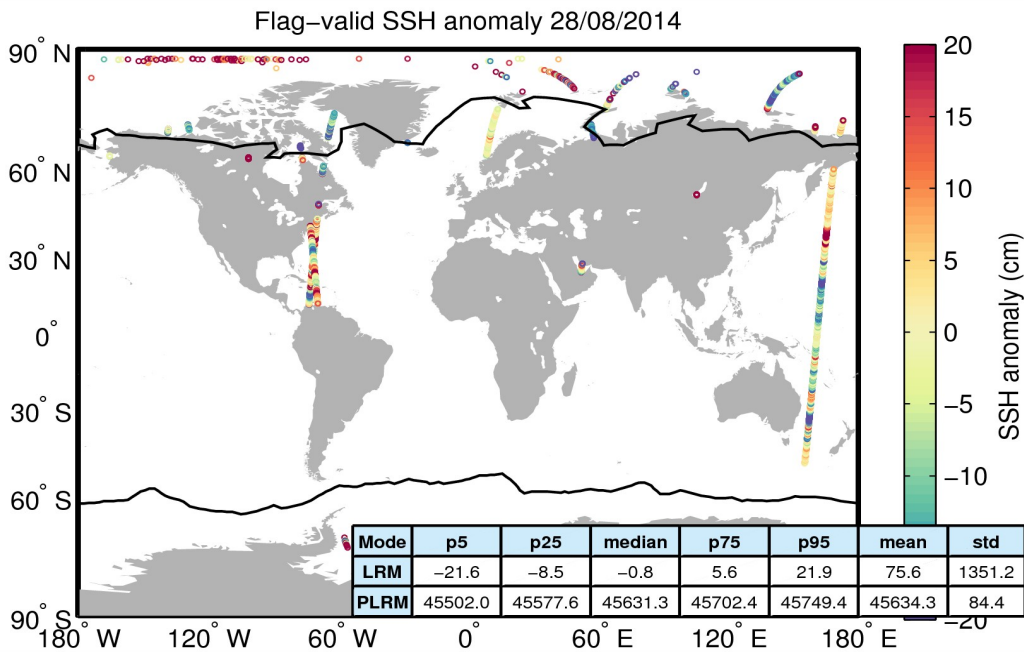 Flag−valid SSH anomaly 28/08/2014
90° N
60° N
30° N
0°
30° S
60° S
90° S
180° W
120° W
60° W
0°
60° E
120° E
180° E
20
15
10
5
0
−5
−10
−20
SSH anomaly (cm)
Mode p5 p25 median p75 p95 mean std
LRM −21.6 −8.5 −0.8 5.6 21.9 75.6 1351.2
PLRM 45502.0 45577.6 45631.3 45702.4 45749.4 45634.3 84.4